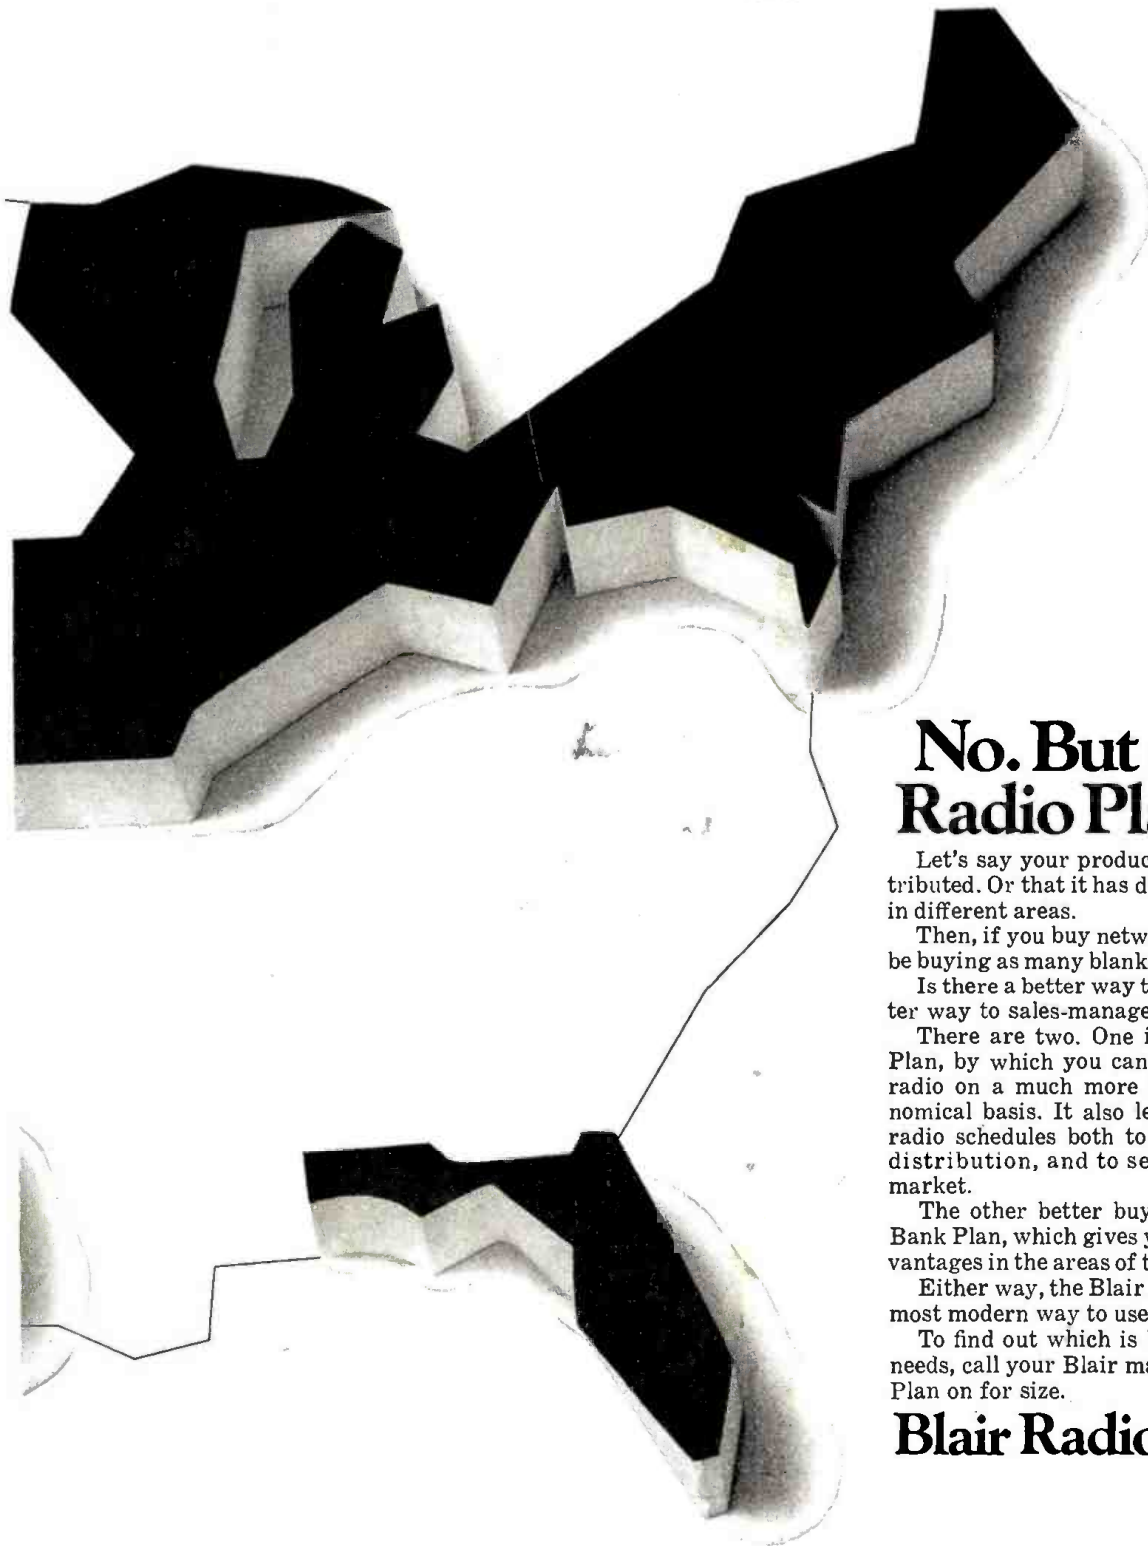 No. But
Radio Pl
Let's say your produc
tributed. Or that it has d
in different areas.
Then, if you buy netw
be buying as many blank
Is there a better way t
ter way to sales-manage
There are two. One i
Plan, by which you can
radio on a much more
nomical basis. It also le
radio schedules both to
distribution, and to se
market.
The other better buy
Bank Plan, which gives y
vantages in the areas of t
Either way, the Blair
most modern way to use
To find out which is
needs, call your Blair ma
Plan on for size.
Blair Radio